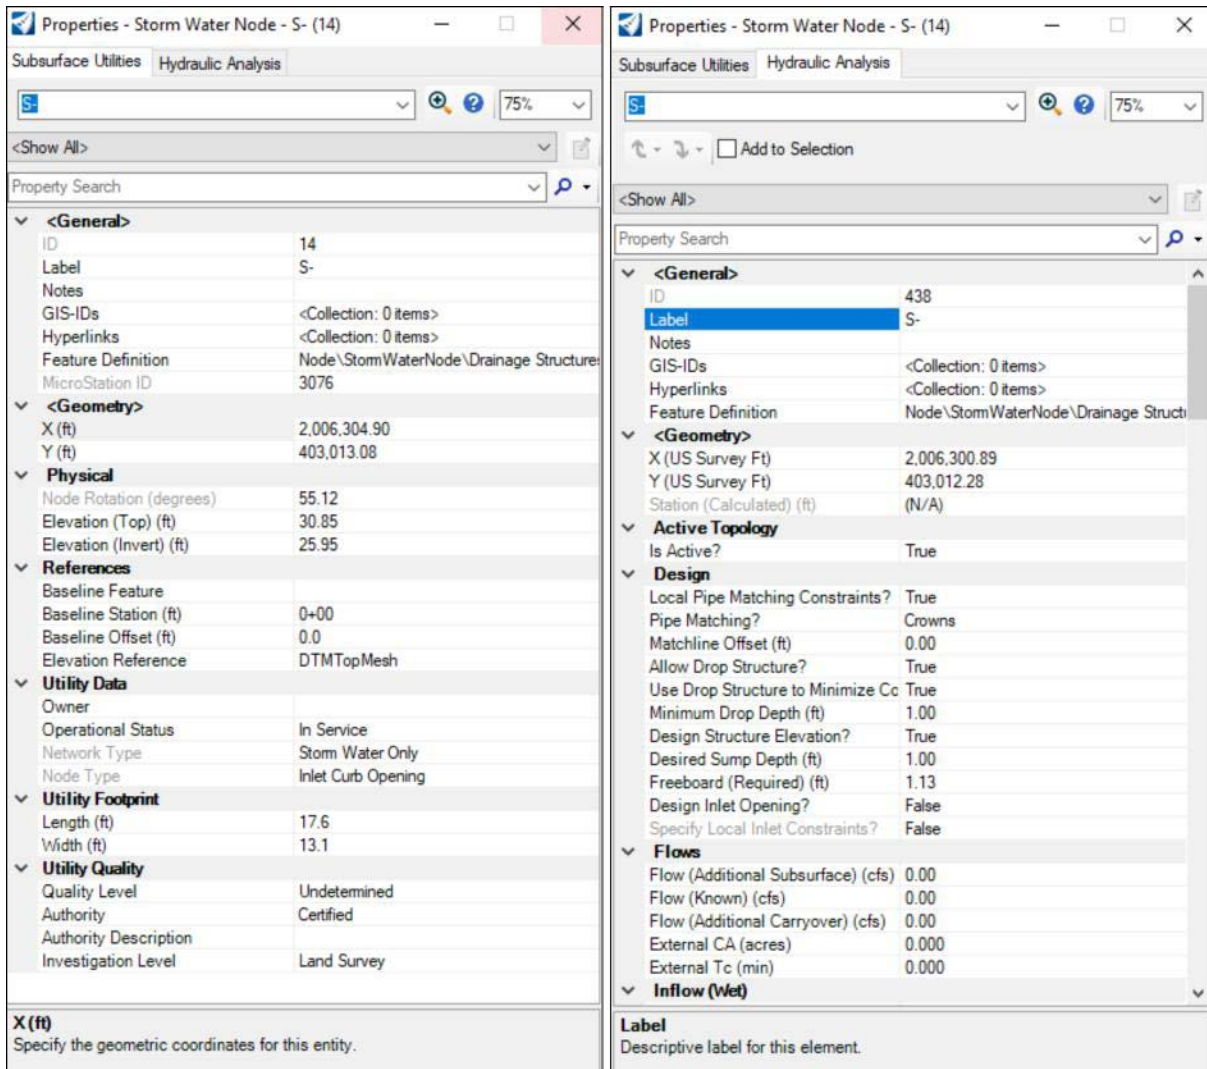 Properties - Storm Water Node - S- (14)
Subsurface Utilities Hydraulic Analysis
S- 75%
<Show All>
Property Search
<General>
ID 14
Label S-
Notes
GIS-IDs <Collection: 0 items>
Hyperlinks <Collection: 0 items>
Feature Definition Node\StormWaterNode\Drainage Structures
MicroStation ID 3076
<Geometry>
X (ft) 2,006,304.90
Y (ft) 403,013.08
Physical
Node Rotation (degrees) 55.12
Elevation (Top) (ft) 30.85
Elevation (Invert) (ft) 25.95
References
Baseline Feature
Baseline Station (ft) 0+00
Baseline Offset (ft) 0.0
Elevation Reference DTMTopMesh
Utility Data
Owner
Operational Status In Service
Network Type Storm Water Only
Node Type Inlet Curb Opening
Utility Footprint
Length (ft) 17.6
Width (ft) 13.1
Utility Quality
Quality Level Undetermined
Authority Certified
Authority Description
Investigation Level Land Survey
X (ft)
Specify the geometric coordinates for this entity.
Properties - Storm Water Node - S- (14)
Subsurface Utilities Hydraulic Analysis
S- 75%
Add to Selection
<Show All>
Property Search
<General>
ID 438
Label S-
Notes
GIS-IDs <Collection: 0 items>
Hyperlinks <Collection: 0 items>
Feature Definition Node\StormWaterNode\Drainage Struct
<Geometry>
X (US Survey Ft) 2,006,300.89
Y (US Survey Ft) 403,012.28
Station (Calculated) (ft) (N/A)
Active Topology
Is Active? True
Design
Local Pipe Matching Constraints? True
Pipe Matching? Crowns
Matchline Offset (ft) 0.00
Allow Drop Structure? True
Use Drop Structure to Minimize Co True
Minimum Drop Depth (ft) 1.00
Design Structure Elevation? True
Desired Sump Depth (ft) 1.00
Freeboard (Required) (ft) 1.13
Design Inlet Opening? False
Specify Local Inlet Constraints? False
Flows
Flow (Additional Subsurface) (cfs) 0.00
Flow (Known) (cfs) 0.00
Flow (Additional Carryover) (cfs) 0.00
External CA (acres) 0.000
External Tc (min) 0.000
Inflow (Wet)
Label
Descriptive label for this element.